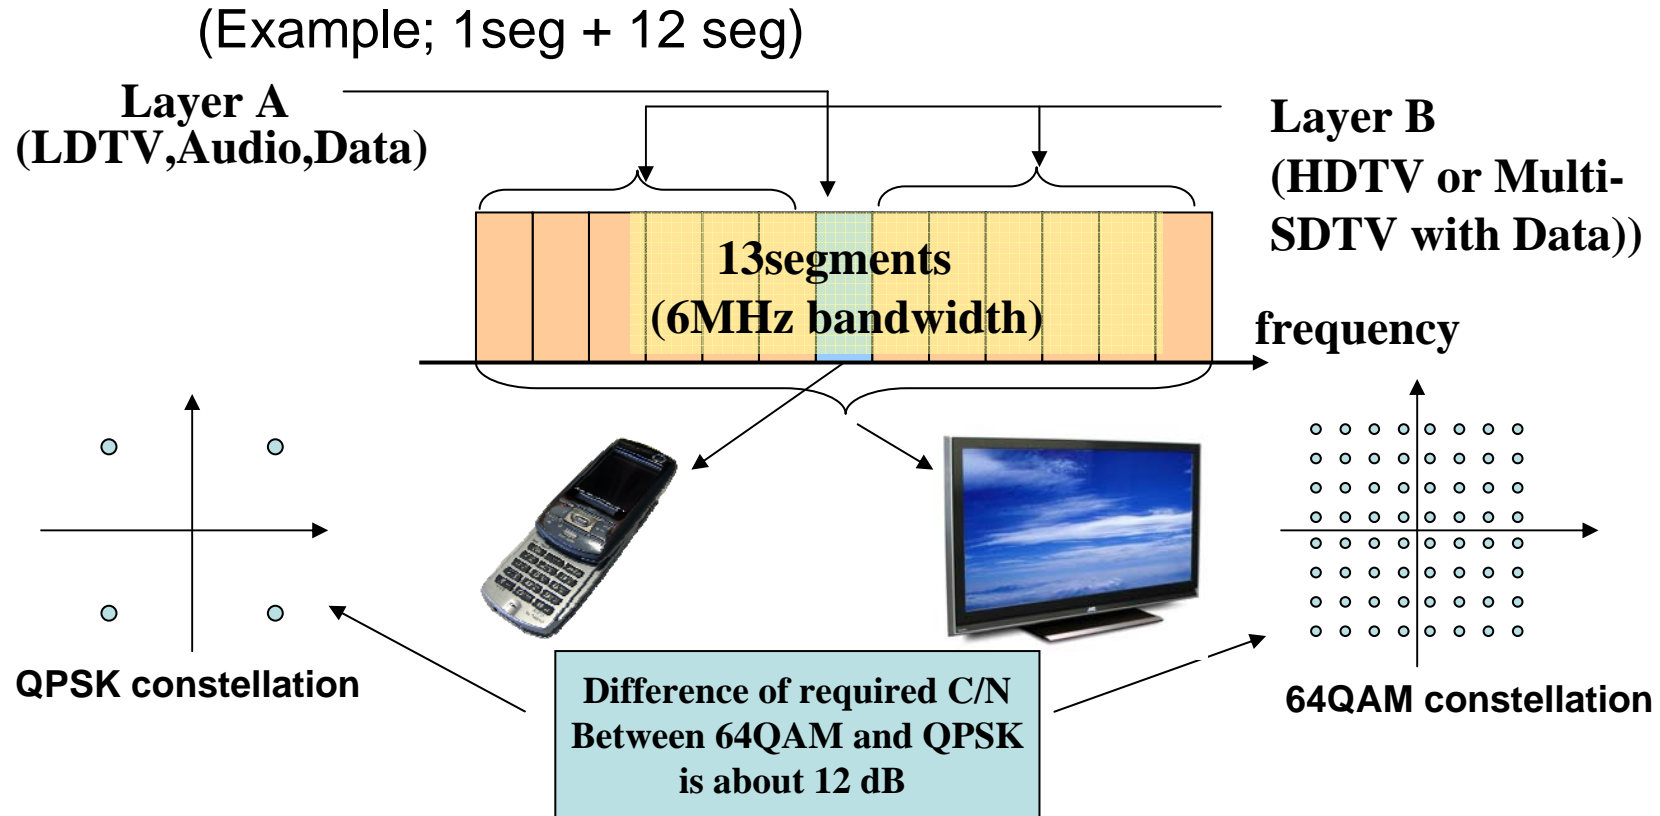 (Example; 1seg + 12 seg)
Layer A
(LDTV,Audio,Data)
Layer B
(HDTV or Multi-
SDTV with Data))
13segments
(6MHz bandwidth)
frequency
QPSK constellation
64QAM constellation
Difference of required C/N
Between 64QAM and QPSK
is about 12 dB